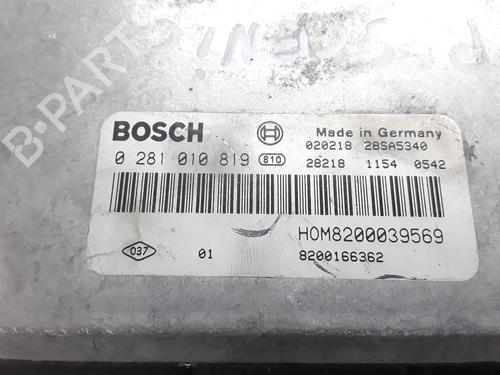 SCENIC
B-PARTS
BOSCH
Made in Germany
020218 28SA5340
0 281 010 819 810
28218 1154 0542
HOM8200039569
037 01 8200166362